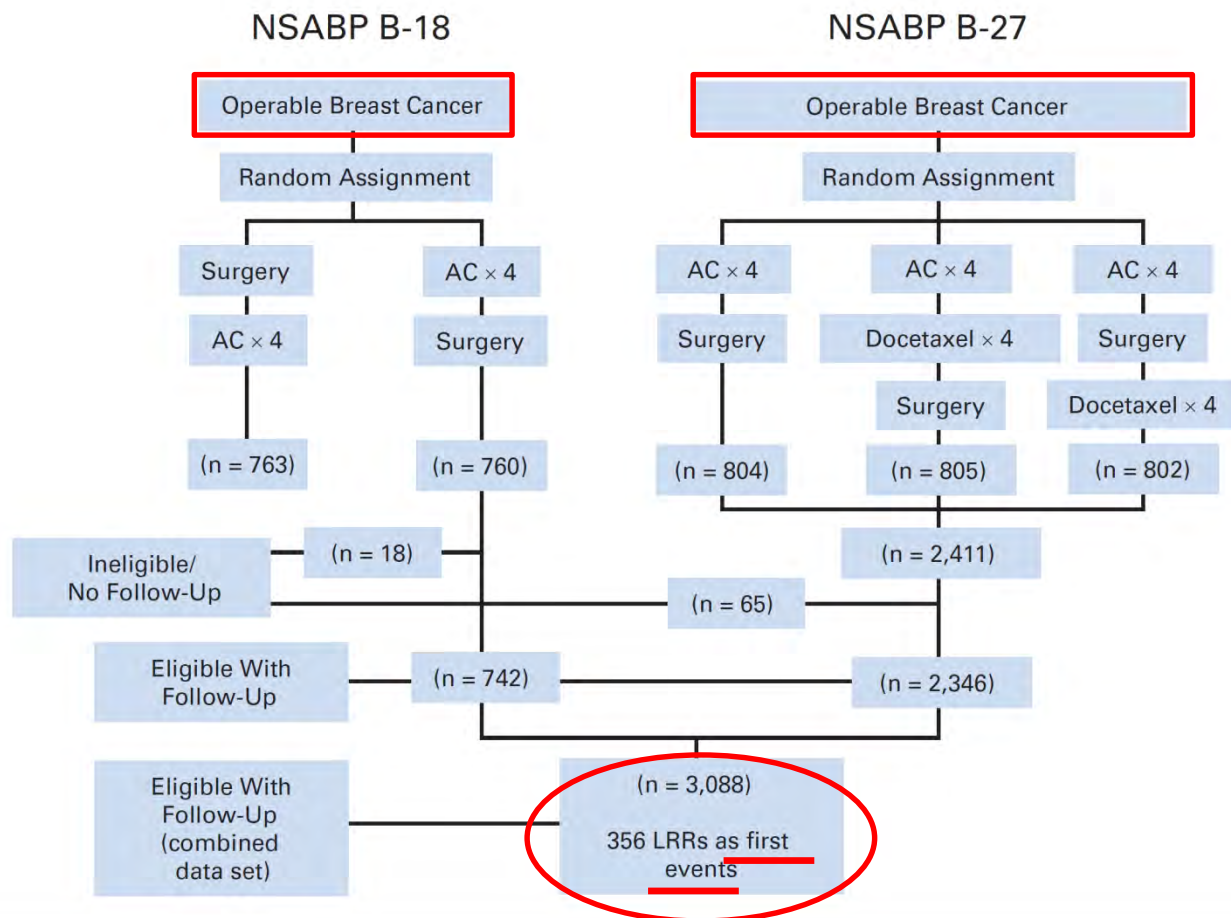 NSABP B-18
NSABP B-27
Operable Breast Cancer
Operable Breast Cancer
Random Assignment
Random Assignment
Surgery
AC × 4
AC × 4
AC × 4
AC × 4
AC × 4
Surgery
Surgery
Docetaxel × 4
Surgery
Surgery
Docetaxel × 4
(n = 763)
(n = 760)
(n = 804)
(n = 805)
(n = 802)
Ineligible/
No Follow-Up
(n = 18)
(n = 2,411)
(n = 65)
Eligible With
Follow-Up
(n = 742)
(n = 2,346)
Eligible With
Follow-Up
(combined
data set)
(n = 3,088)
356 LRRs as first
events